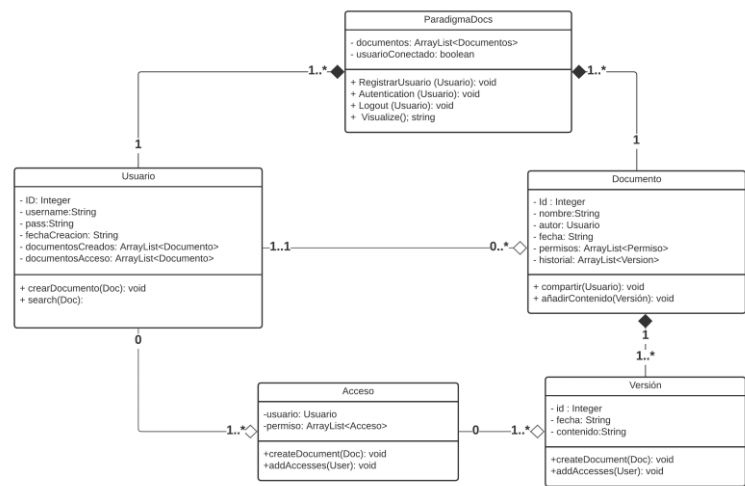 ParadigmaDocs
- documentos: ArrayList<Documentos>
- usuarioConectado: boolean
+ RegistrarUsuario (Usuario): void
+ Autentication (Usuario): void
+ Logout (Usuario): void
+ Visualize(); string
1..*
1..*
1
1
Usuario
- ID: Integer
- username:String
- pass:String
- fechaCreacion: String
- documentosCreados: ArrayList<Documento>
- documentosAcceso: ArrayList<Documento>
+ crearDocumento(Doc): void
+ search(Doc):
1..1
0..*
Documento
- Id : Integer
- nombre:String
- autor: Usuario
- fecha: String
- permisos: ArrayList<Permiso>
- historial: ArrayList<Version>
+ compartir(Usuario): void
+ añadirContenido(Versión): void
0
1
1..*
Acceso
-usuario: Usuario
-permiso: ArrayList<Acceso>
+createDocument(Doc): void
+addAccesses(User): void
1..*
0
1..*
Versión
- id : Integer
- fecha: String
- contenido:String
+createDocument(Doc): void
+addAccesses(User): void